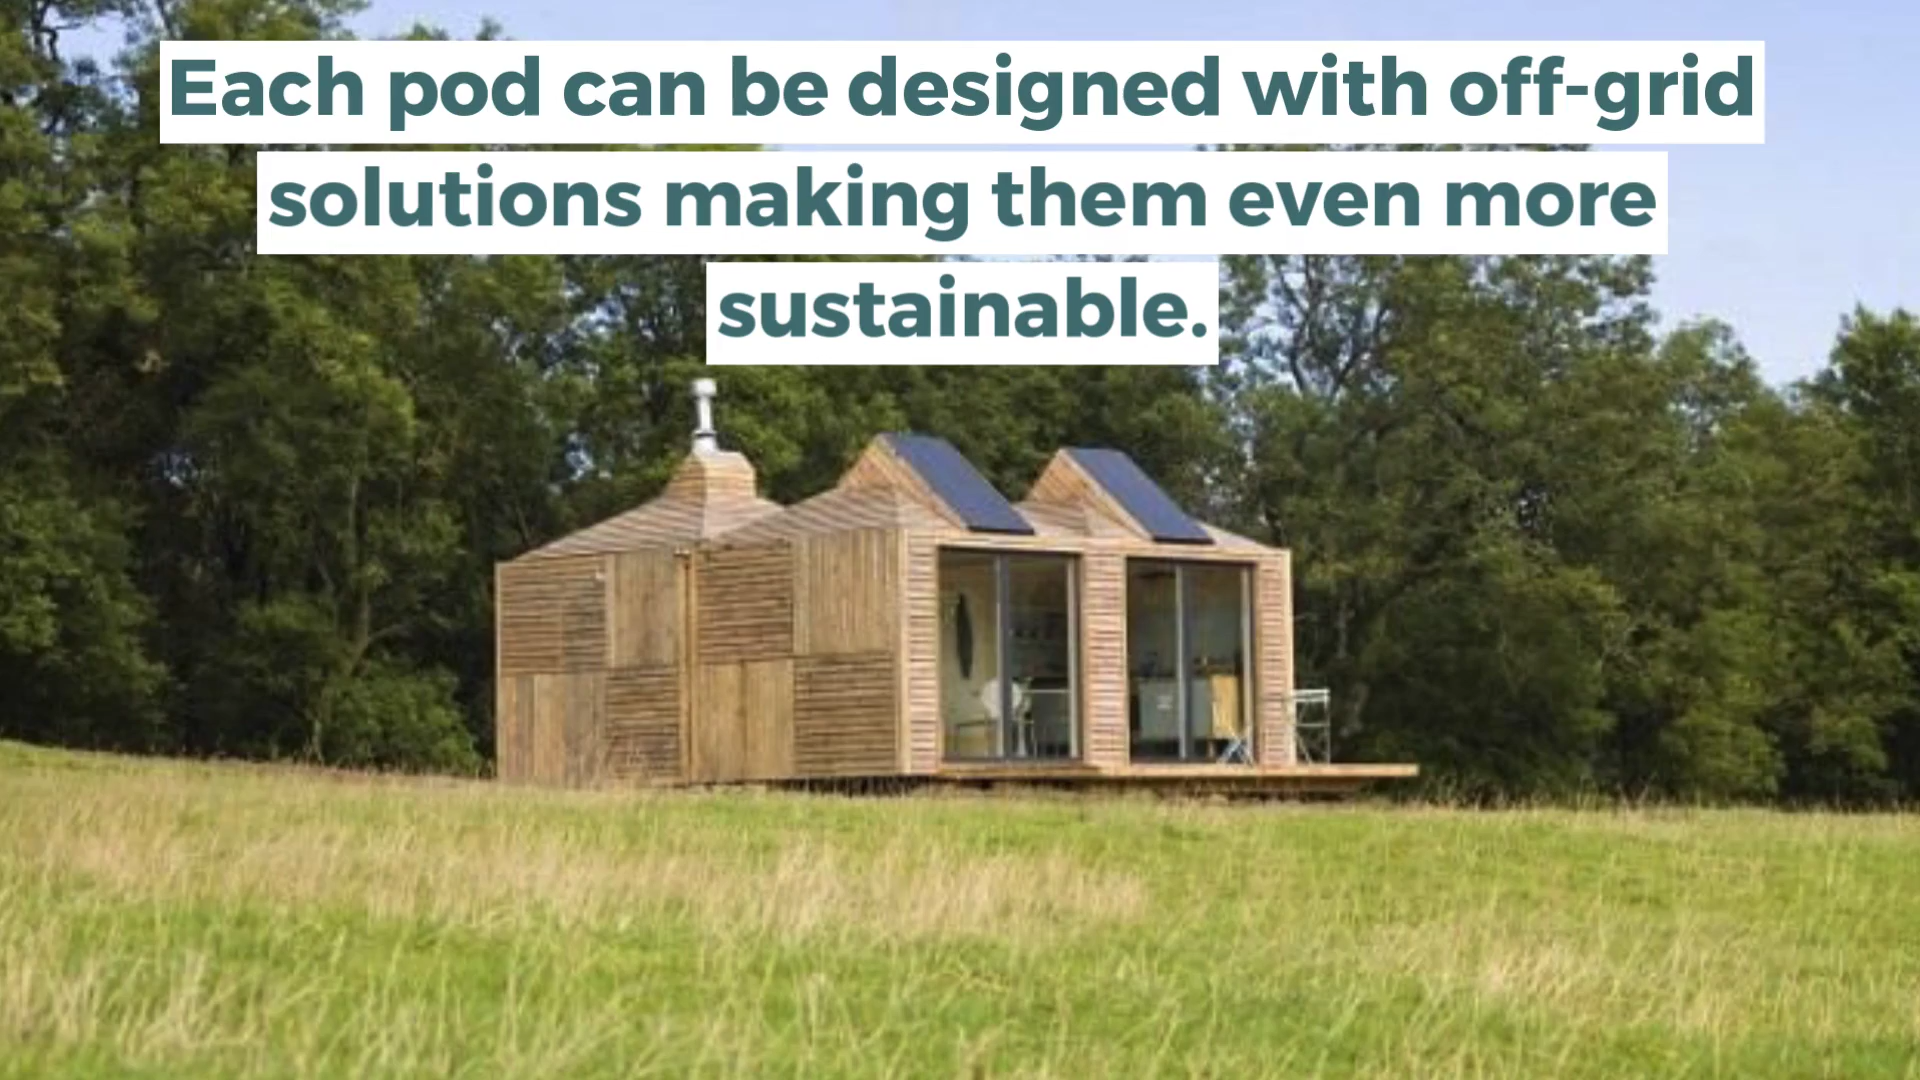 Each pod can be designed with off-grid
solutions making them even more
sustainable.